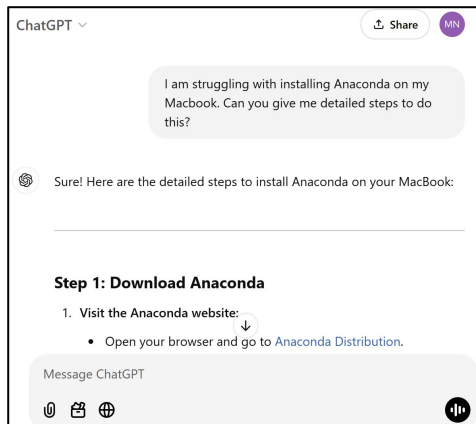 ChatGPT
Share
MN
I am struggling with installing Anaconda on my
Macbook. Can you give me detailed steps to do
this?
Sure! Here are the detailed steps to install Anaconda on your MacBook:
Step 1: Download Anaconda
1. Visit the Anaconda website:
• Open your browser and go to Anaconda Distribution.
Message ChatGPT